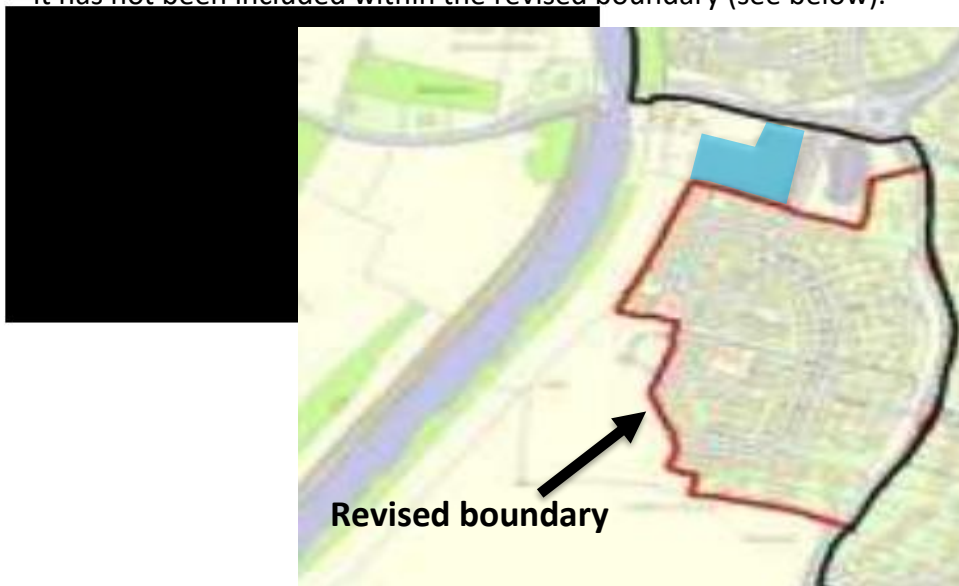 it has not been included within the revised boundary (see below).
Revised boundary